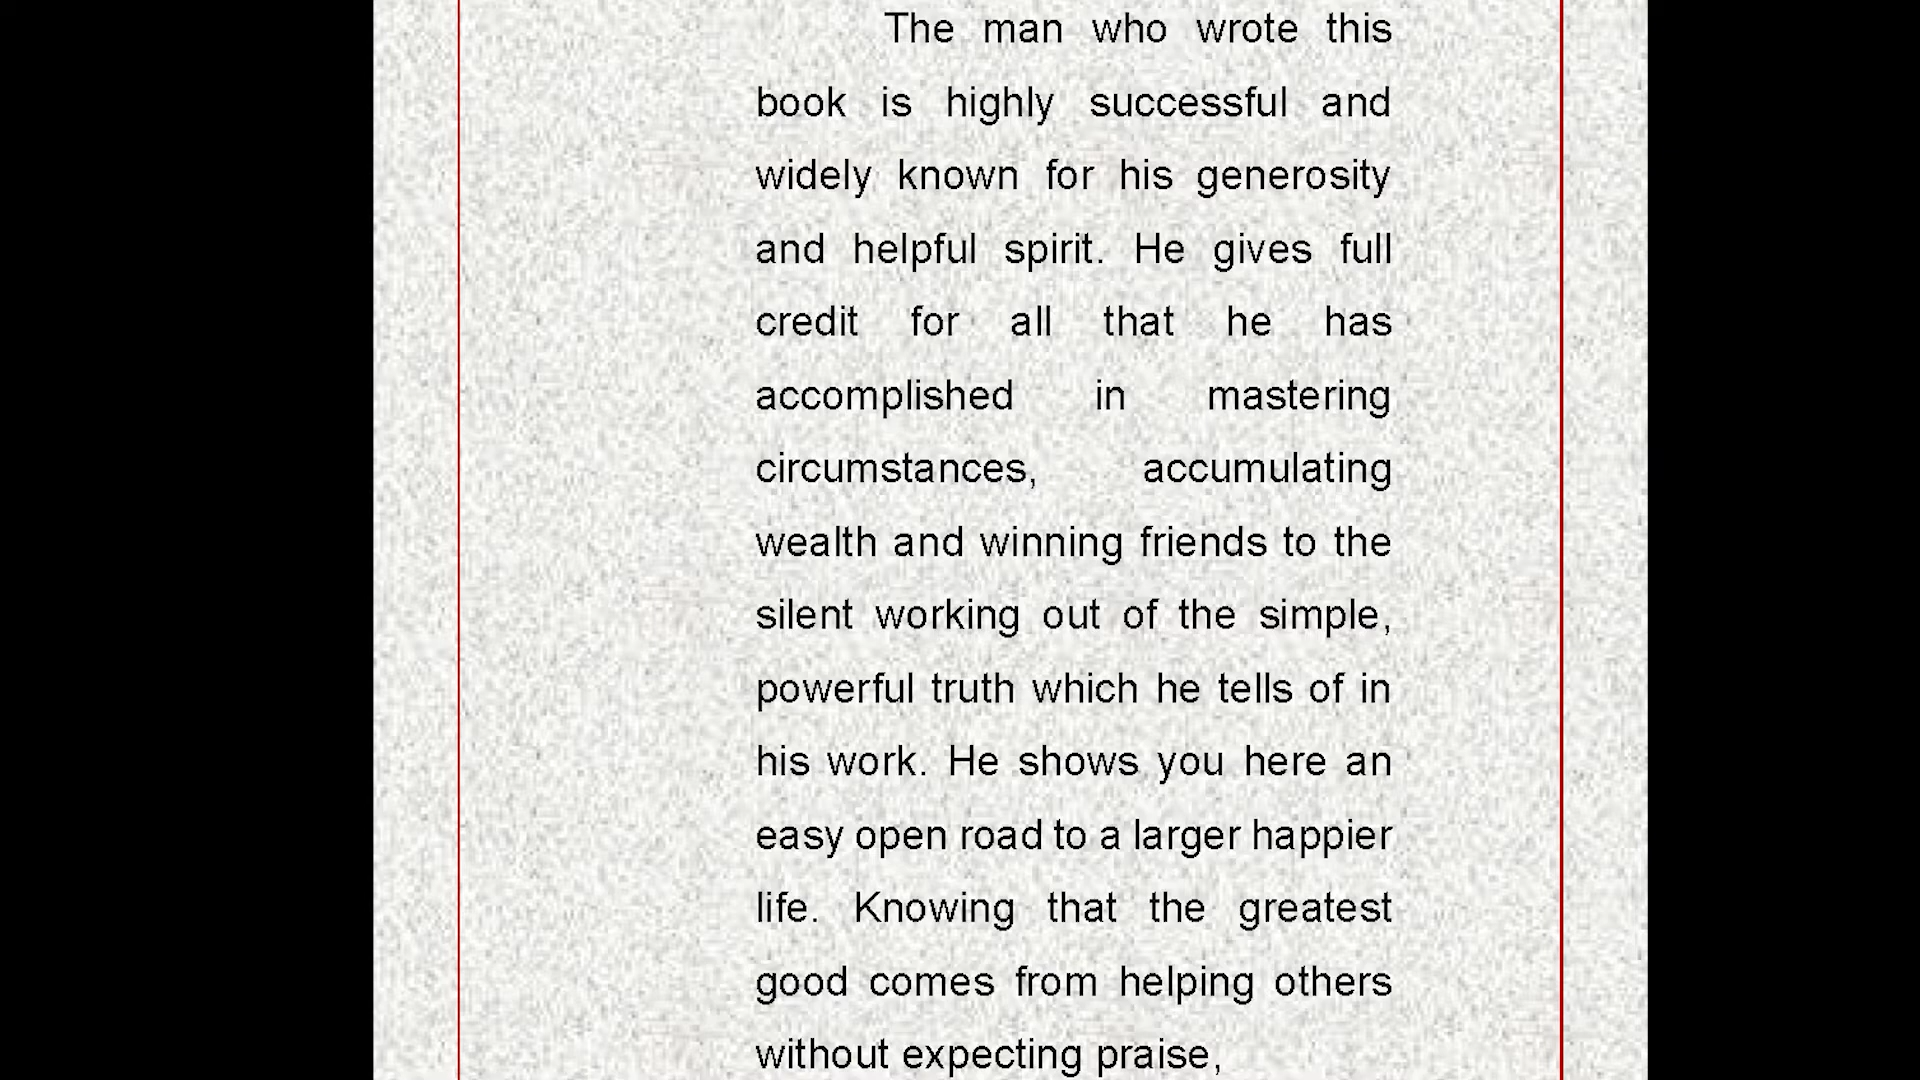 The man who wrote this
book is highly successful and
widely known for his generosity
and helpful spirit. He gives full
credit for all that he has
accomplished in mastering
circumstances, accumulating
wealth and winning friends to the
silent working out of the simple,
powerful truth which he tells of in
his work. He shows you here an
easy open road to a larger happier
life. Knowing that the greatest
good comes from helping others
without expecting praise,